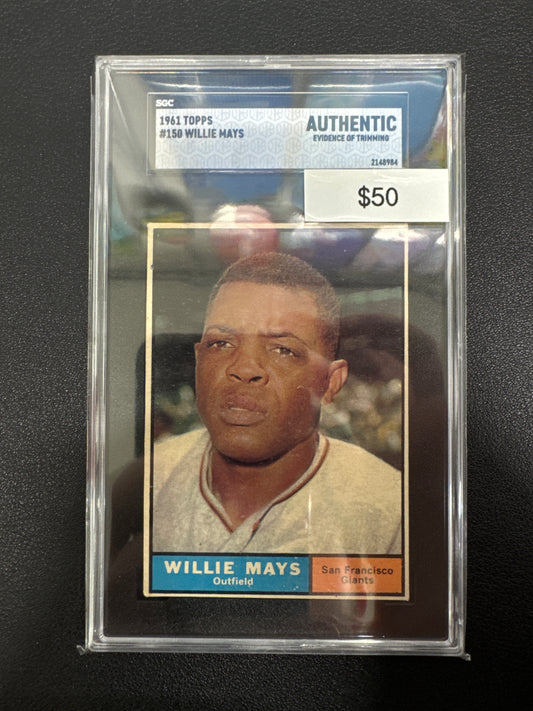 SGC
1961 TOPPS
#150 WILLIE MAYS
AUTHENTIC
EVIDENCE OF TRIMMING
2148984
$50
WILLIE MAYS
Outfield
San Francisco
Giants